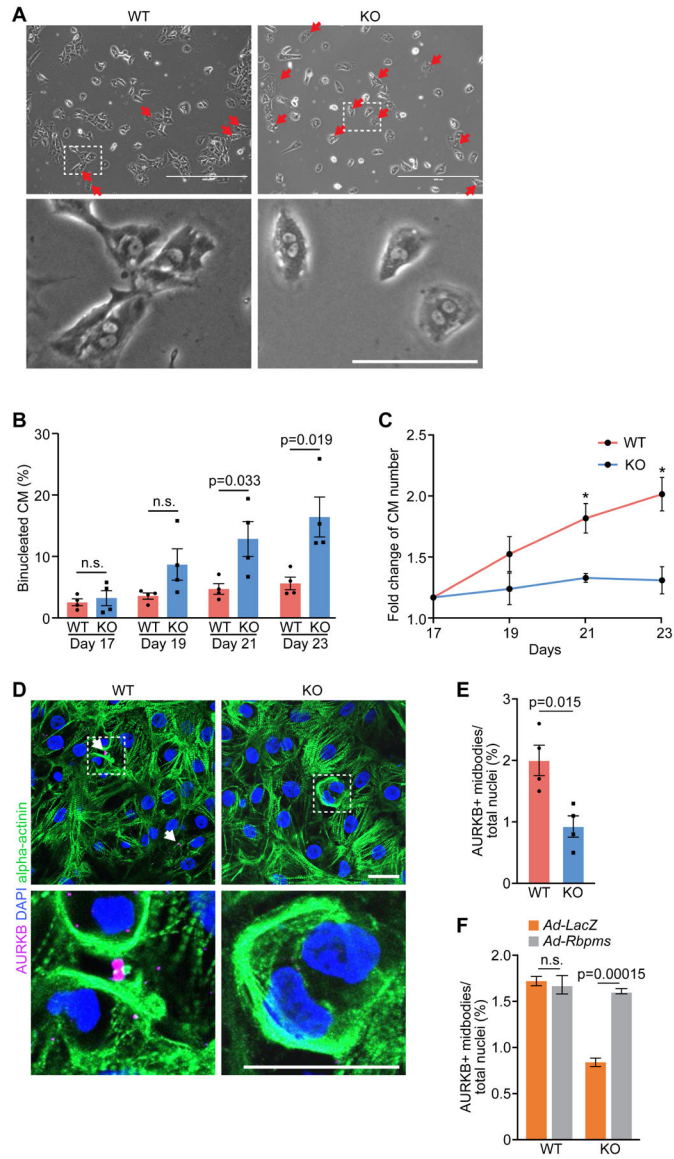 A
WT
KO
B
Binucleated CM (%)
30
20
10
0
n.s.
n.s.
p=0.033
p=0.019
WT KO WT KO WT KO WT KO
Day 17 Day 19 Day 21 Day 23
C
Fold change of CM number
2.5
2.0
1.5
1.0
WT
KO
*
*
17 19 21 23
Days
D
WT
KO
AURKB DAPI alpha-actinin
E
AURKB+ midbodies/
total nuclei (%)
3
2
1
0
p=0.015
WT KO
F
Ad-LacZ
Ad-Rbpms
AURKB+ midbodies/
total nuclei (%)
2.0
1.5
1.0
0.5
0
n.s.
p=0.00015
WT KO